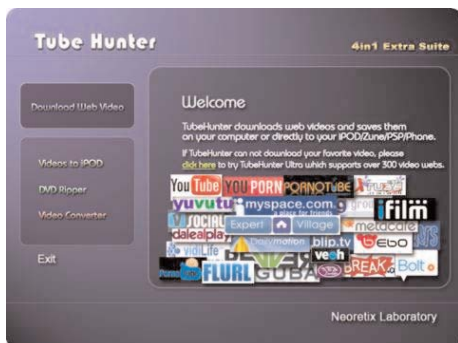 Tube Hunter
4in1 Extra Suite
Download Web Video
Videos to iPOD
DVD Ripper
Video Converter
Exit
Welcome
TubeHunter downloads web videos and saves them
on your computer or directly to your iPOD/Zune/PSP/Phone.
If TubeHunter can not download your favorite video, please
click here to try TubeHunter Ultra which supports over 300 video webs.
YouTube YOUPORN PORNOTUBE
yuvutu myspace.com
a place for friends
ifilm
SOCIAL Expert Village metacafe
dalealplay
Dailymotion blip.tv Bebo
vidiLife veoh
FLURL GUBA BREAK Bolt
Neoretix Laboratory